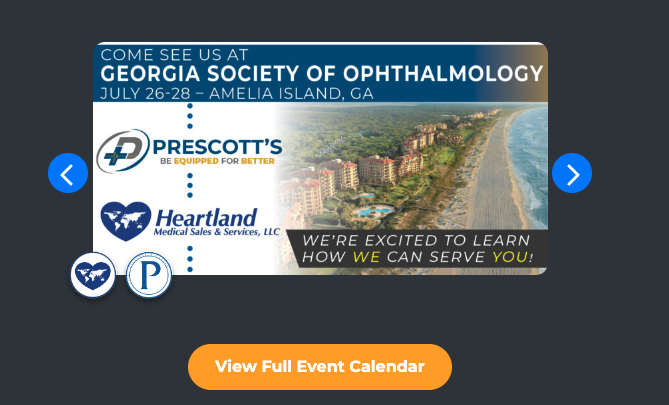 COME SEE US AT
GEORGIA SOCIETY OF OPHTHALMOLOGY
JULY 26-28 – AMELIA ISLAND, GA
PRESCOTT'S
BE EQUIPPED FOR BETTER
Heartland
Medical Sales & Services, LLC
WE'RE EXCITED TO LEARN
HOW WE CAN SERVE YOU!
P
View Full Event Calendar